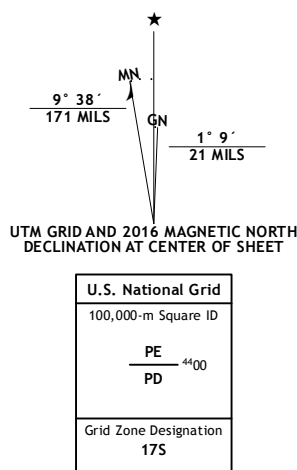 ★
MN
GN
9° 38´
171 MILS
1° 9´
21 MILS
UTM GRID AND 2016 MAGNETIC NORTH
DECLINATION AT CENTER OF SHEET
U.S. National Grid
100,000-m Square ID
PE
⁴⁴00
PD
Grid Zone Designation
17S